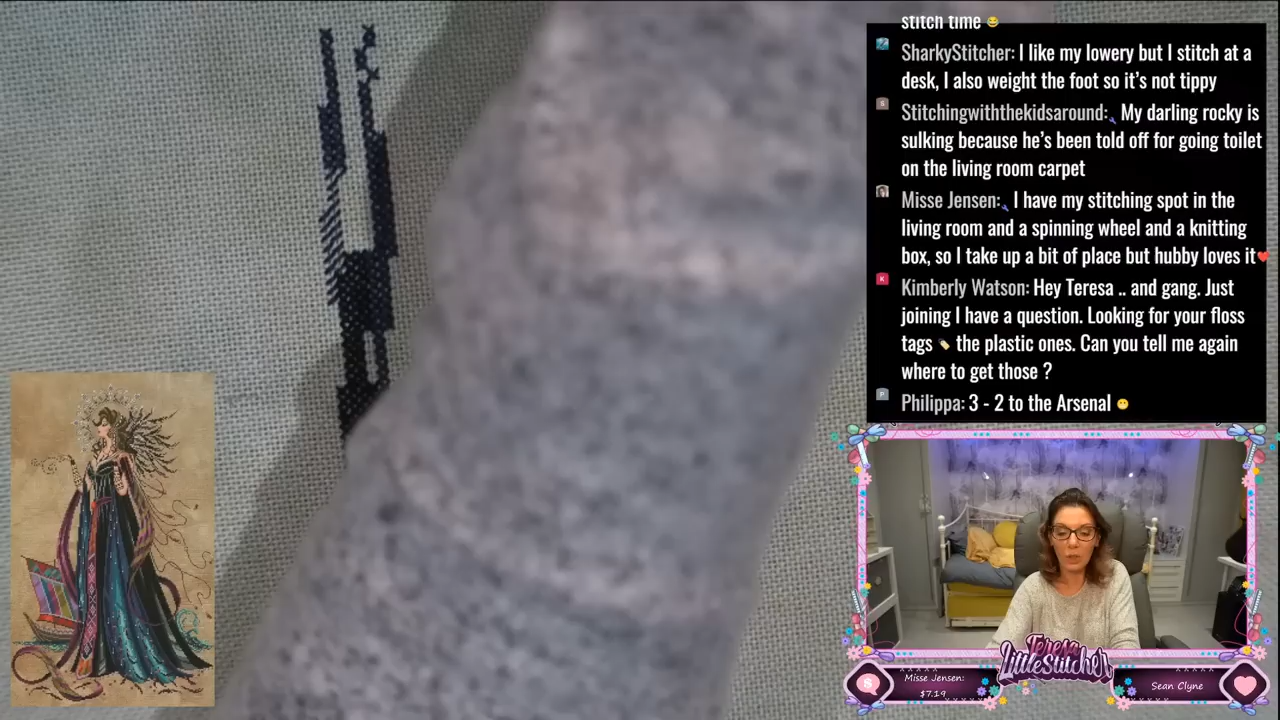 stitch time
SharkyStitcher: I like my lowery but I stitch at a
desk, I also weight the foot so it's not tippy
Stitchingwiththekidsaround: My darling rocky is
sulking because he's been told off for going toilet
on the living room carpet
Misse Jensen: I have my stitching spot in the
living room and a spinning wheel and a knitting
box, so I take up a bit of place but hubby loves it
Kimberly Watson: Hey Teresa .. and gang. Just
joining I have a question. Looking for your floss
tags the plastic ones. Can you tell me again
where to get those ?
Philippa: 3 - 2 to the Arsenal
K
P
Teresa
LittleStitcher
Misse Jensen:
$7.19
Sean Clyne